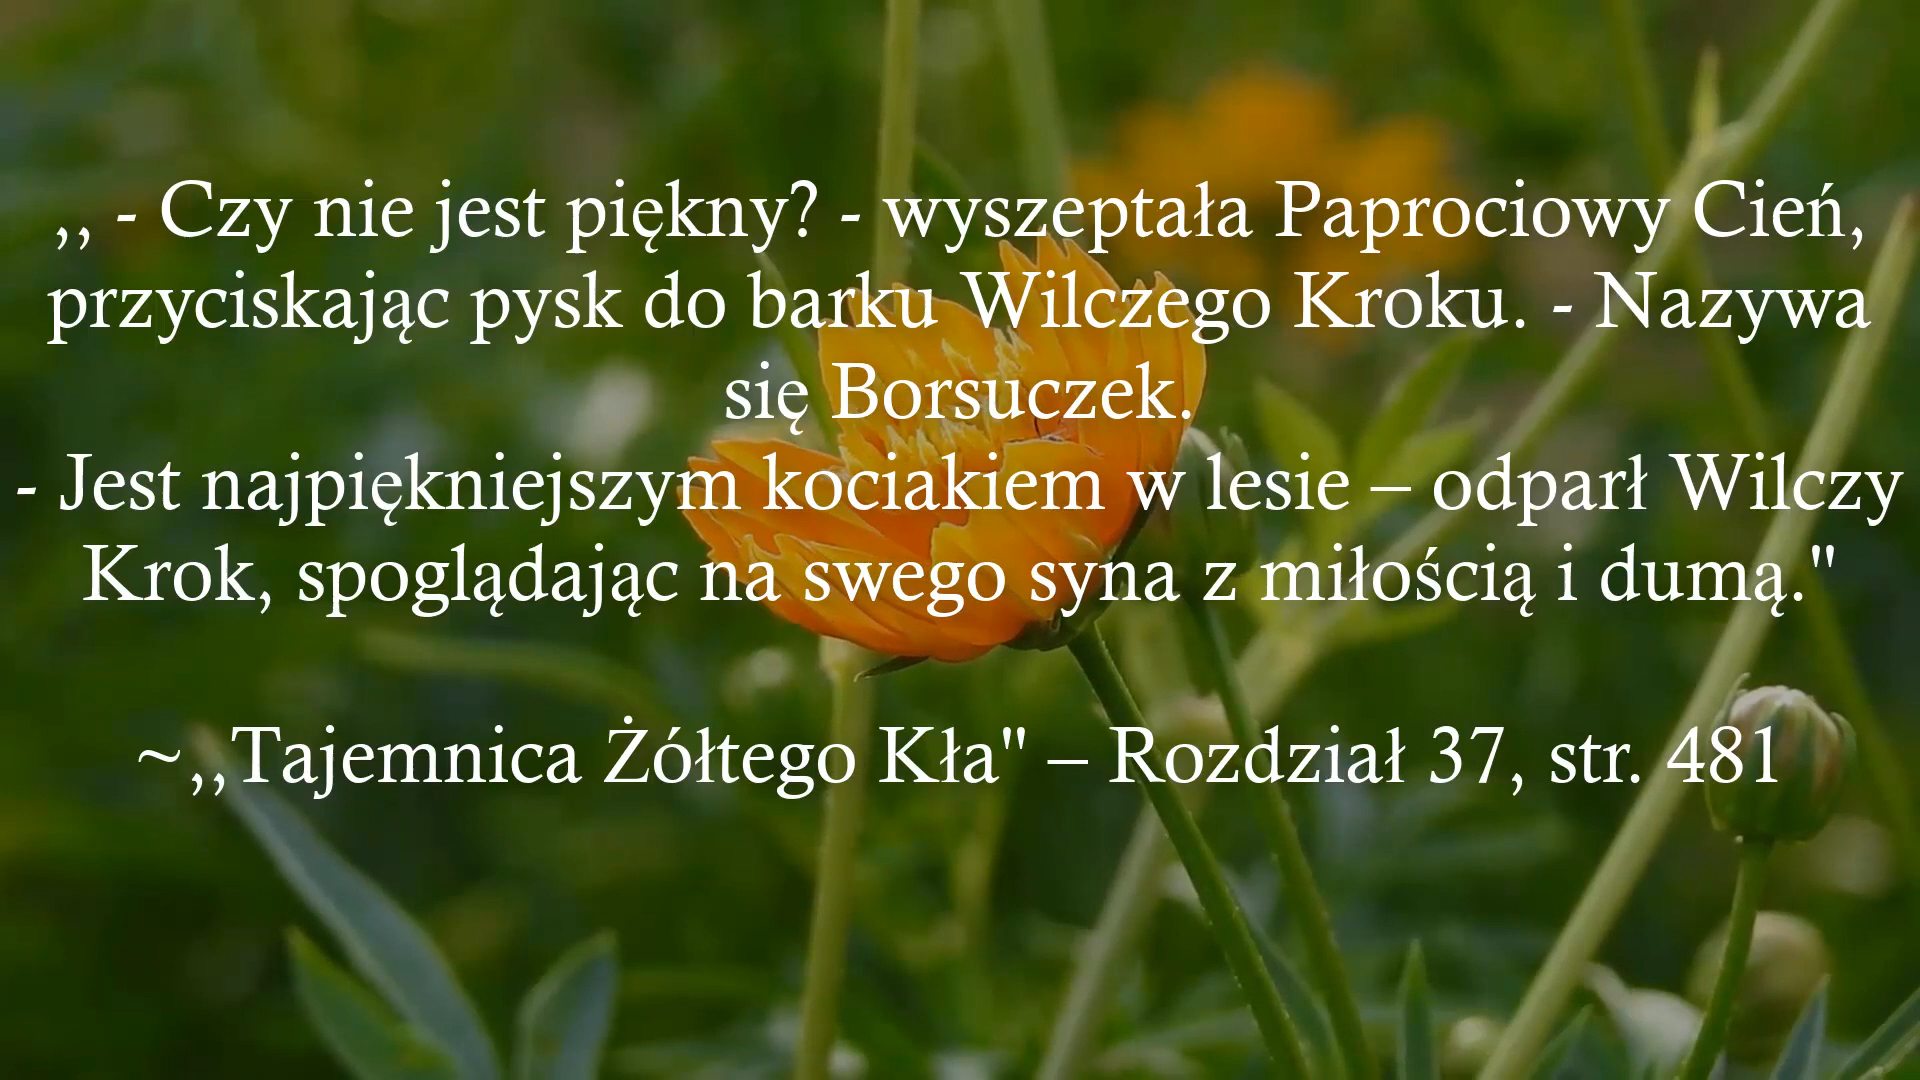 ,, - Czy nie jest piękny? - wyszeptała Paprociowy Cień,
przyciskając pysk do barku Wilczego Kroku. - Nazywa
się Borsuczek.
- Jest najpiękniejszym kociakiem w lesie – odparł Wilczy
Krok, spoglądając na swego syna z miłością i dumą."
~,,Tajemnica Żółtego Kła" – Rozdział 37, str. 481